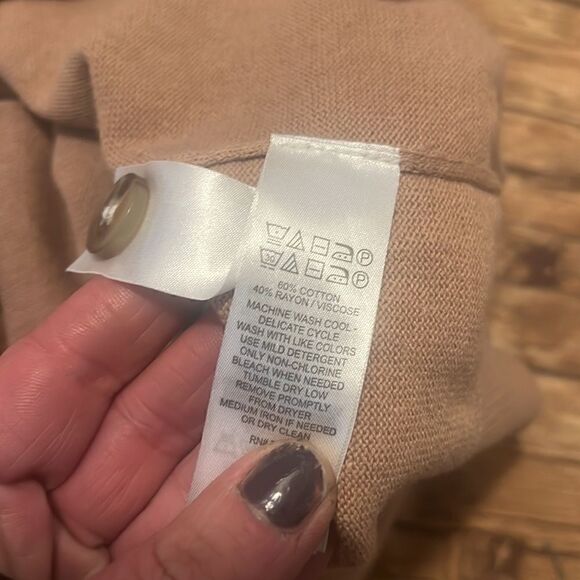 30
60% COTTON
40% RAYON/VISCOSE
MACHINE WASH COOL -
DELICATE CYCLE
WASH WITH LIKE COLORS
USE MILD DETERGENT
ONLY NON-CHLORINE
BLEACH WHEN NEEDED
TUMBLE DRY LOW
REMOVE PROMPTLY
FROM DRYER
MEDIUM IRON IF NEEDED
OR DRY CLEAN